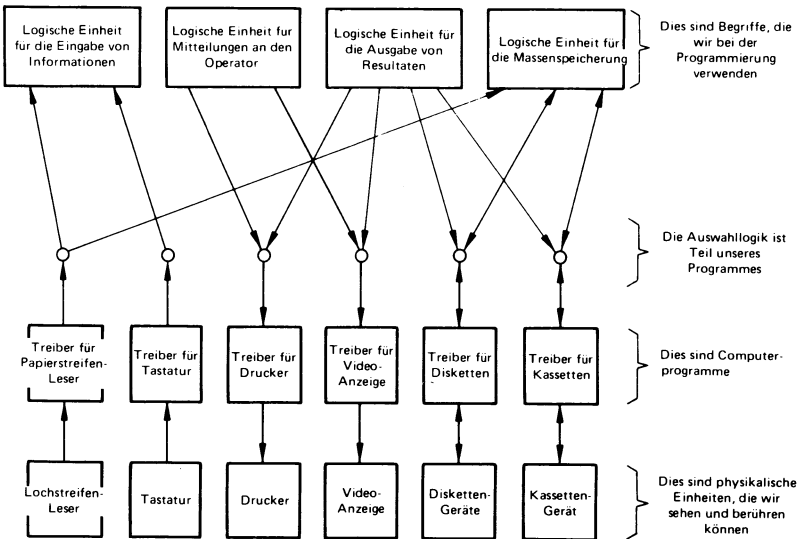 Logische Einheit
für die Eingabe von
Informationen
Logische Einheit fur
Mitteilungen an den
Operator
Logische Einheit für
die Ausgabe von
Resultaten
Logische Einheit für
die Massenspeicherung
Dies sind Begriffe, die
wir bei der
Programmierung
verwenden
Die Auswahllogik ist
Teil unseres
Programmes
Treiber für
Papierstreifen-
Leser
Treiber für
Tastatur
Treiber für
Drucker
Treiber für
Video-
Anzeige
Treiber für
Disketten
Treiber für
Kassetten
Dies sind Computer-
programme
Lochstreifen-
Leser
Tastatur
Drucker
Video-
Anzeige
Disketten-
Geräte
Kassetten-
Gerät
Dies sind physikalische
Einheiten, die wir
sehen und berühren
können